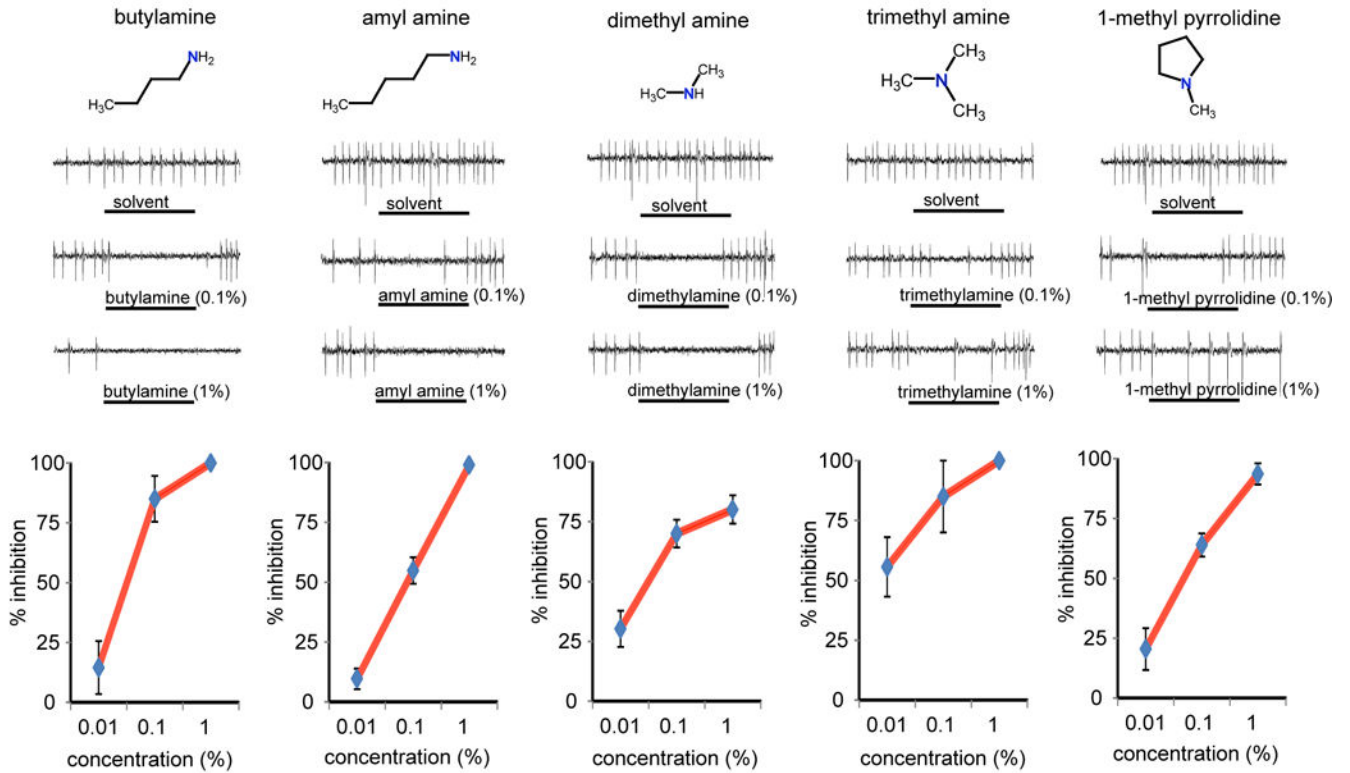 butylamine
amyl amine
dimethyl amine
trimethyl amine
1-methyl pyrrolidine
NH₂
H₃C
NH₂
H₃C
CH₃
H₃C
NH
CH₃
H₃C
N
CH₃
N
CH₃
solvent
solvent
solvent
solvent
solvent
butylamine (0.1%)
amyl amine (0.1%)
dimethylamine (0.1%)
trimethylamine (0.1%)
1-methyl pyrrolidine (0.1%)
butylamine (1%)
amyl amine (1%)
dimethylamine (1%)
trimethylamine (1%)
1-methyl pyrrolidine (1%)
% inhibition
100
75
50
25
0
0.01 0.1 1
concentration (%)
% inhibition
100
75
50
25
0
0.01 0.1 1
concentration (%)
% inhibition
100
75
50
25
0
0.01 0.1 1
concentration (%)
% inhibition
100
75
50
25
0
0.01 0.1 1
concentration (%)
% inhibition
100
75
50
25
0
0.01 0.1 1
concentration (%)